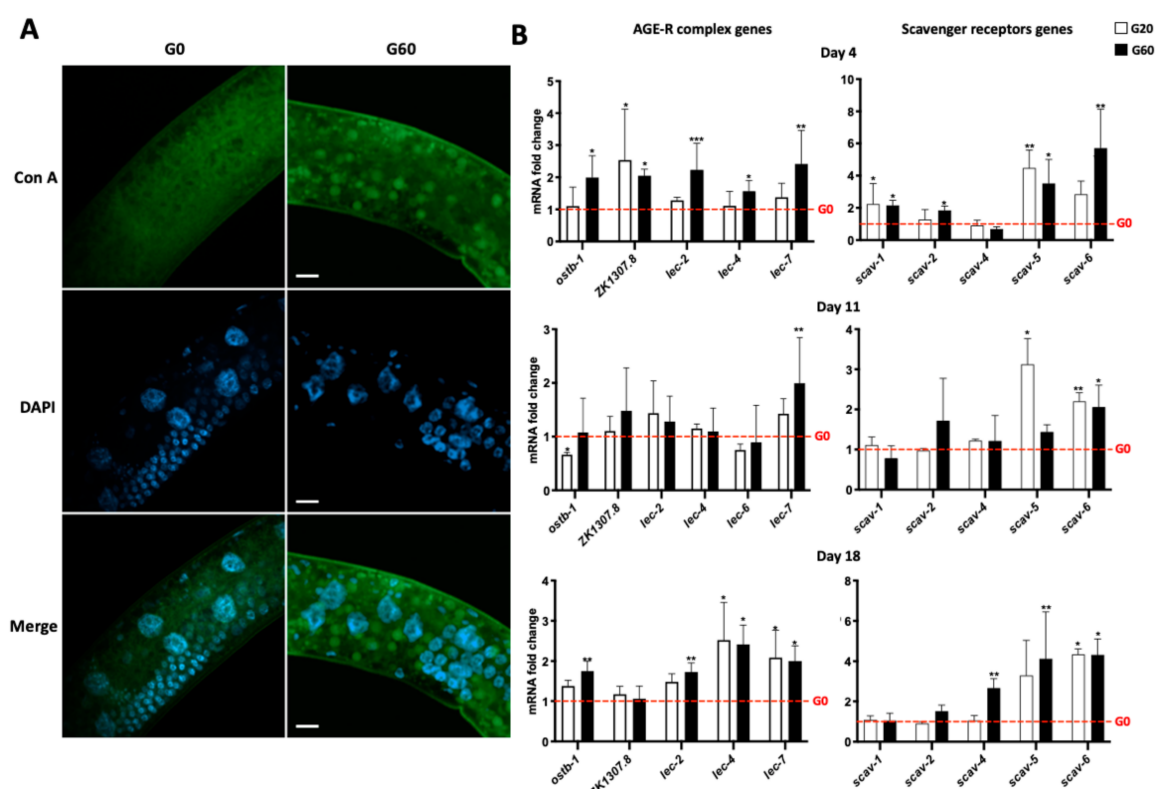 A
G0
G60
Con A
DAPI
Merge
B
AGE-R complex genes
Scavenger receptors genes
G20
G60
Day 4
mRNA fold change
5
4
3
2
1
0
*
*
*
***
*
**
G0
ostb-1
ZK1307.8
lec-2
lec-4
lec-7
10
8
6
4
2
0
*
*
*
**
*
**
G0
scav-1
scav-2
scav-4
scav-5
scav-6
Day 11
mRNA fold change
3
2
1
0
*
**
G0
ostb-1
ZK1307.8
lec-2
lec-4
lec-6
lec-7
4
3
2
1
0
*
**
*
G0
scav-1
scav-2
scav-4
scav-5
scav-6
Day 18
mRNA fold change
4
3
2
1
0
**
**
*
*
*
*
G0
ostb-1
ZK1307.8
lec-2
lec-4
lec-7
8
6
4
2
0
**
**
*
*
G0
scav-1
scav-2
scav-4
scav-5
scav-6